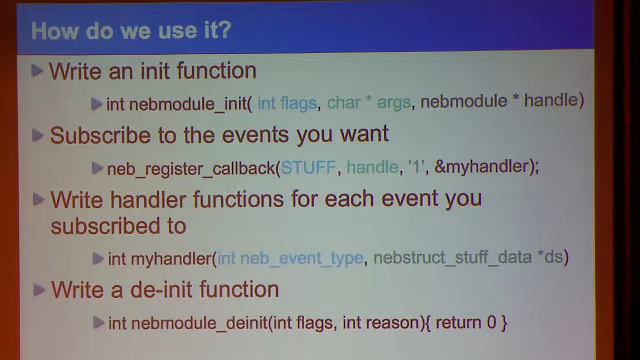 How do we use it?
Write an init function
int nebmodule_init( int flags, char * args, nebmodule * handle)
Subscribe to the events you want
neb_register_callback(STUFF, handle, '1', &myhandler);
Write handler functions for each event you
subscribed to
int myhandler(int neb_event_type, nebstruct_stuff_data *ds)
Write a de-init function
int nebmodule_deinit(int flags, int reason){ return 0 }